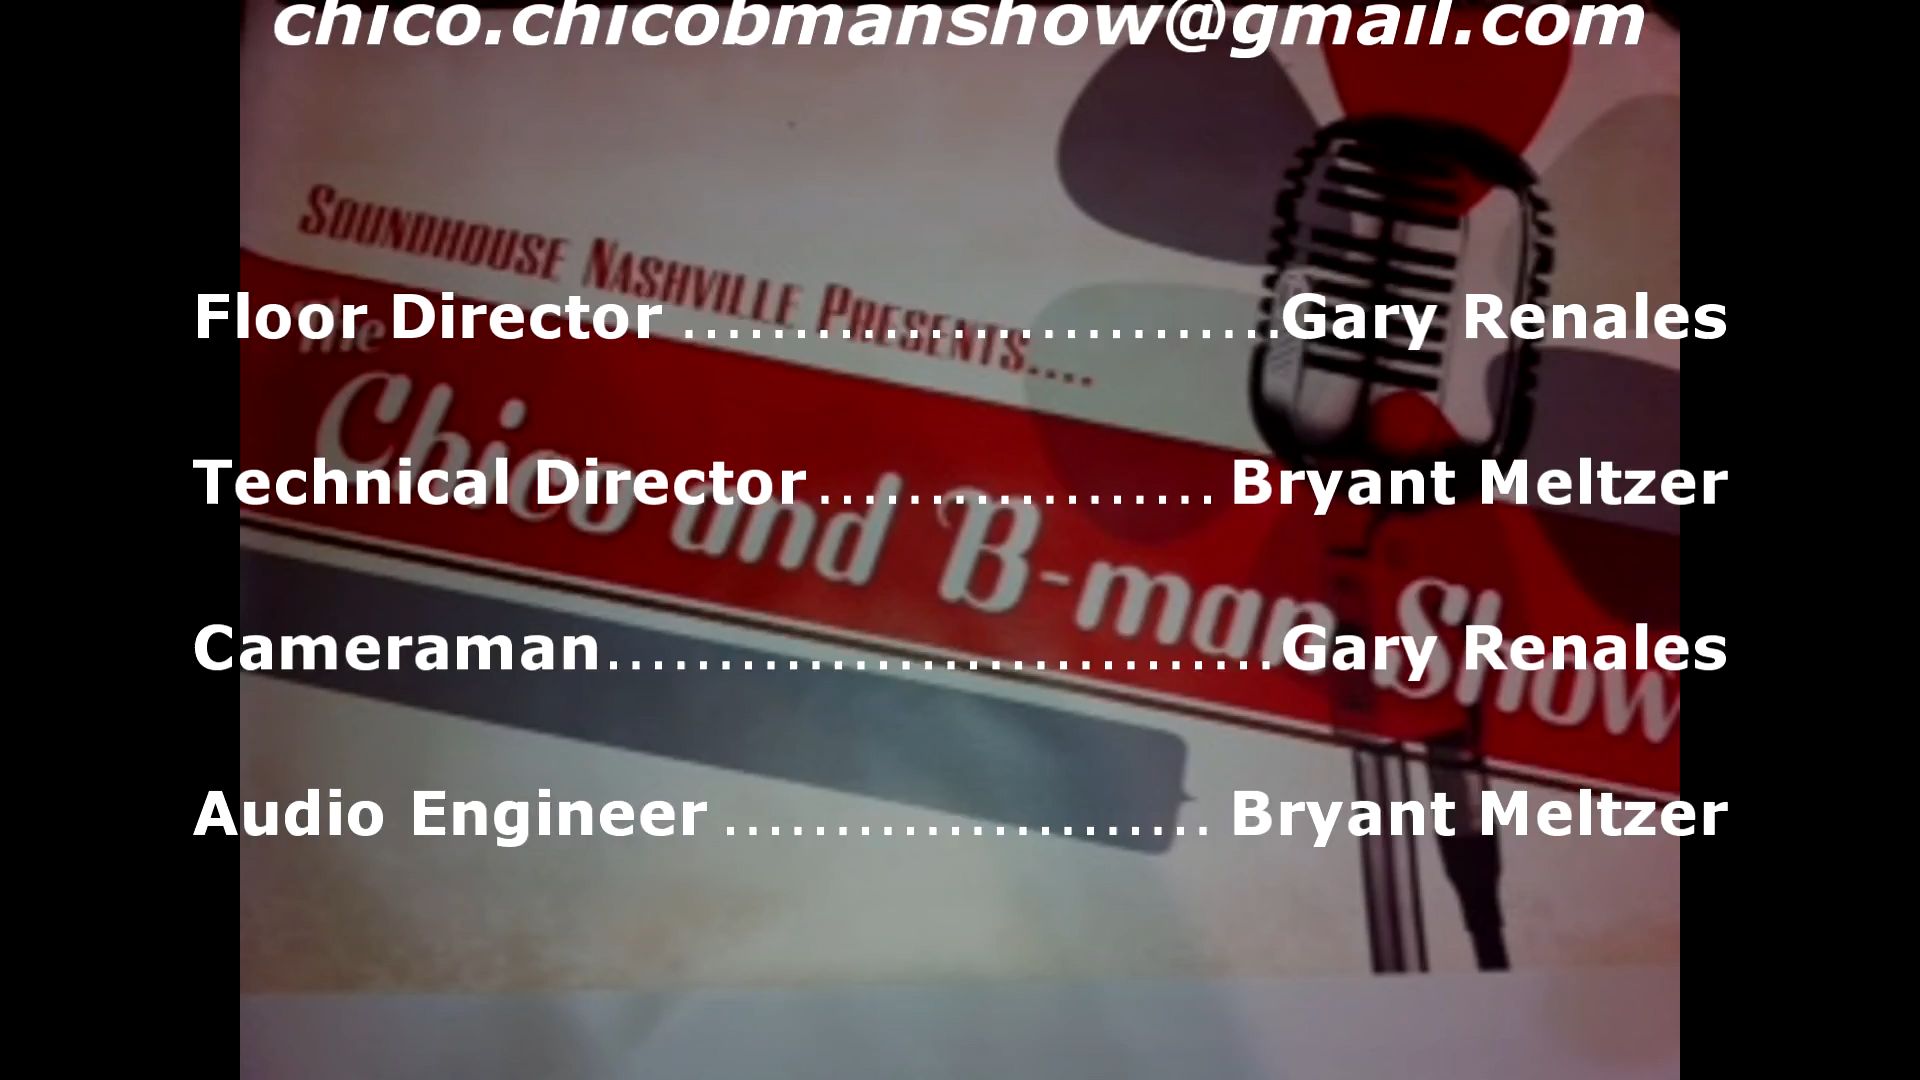 chico.chicobmanshow@gmail.com
Soundhouse Nashville Presents....
The
Chico and B-man Show
Floor Director ........................... Gary Renales
Technical Director .................. Bryant Meltzer
Cameraman.............................. Gary Renales
Audio Engineer ...................... Bryant Meltzer